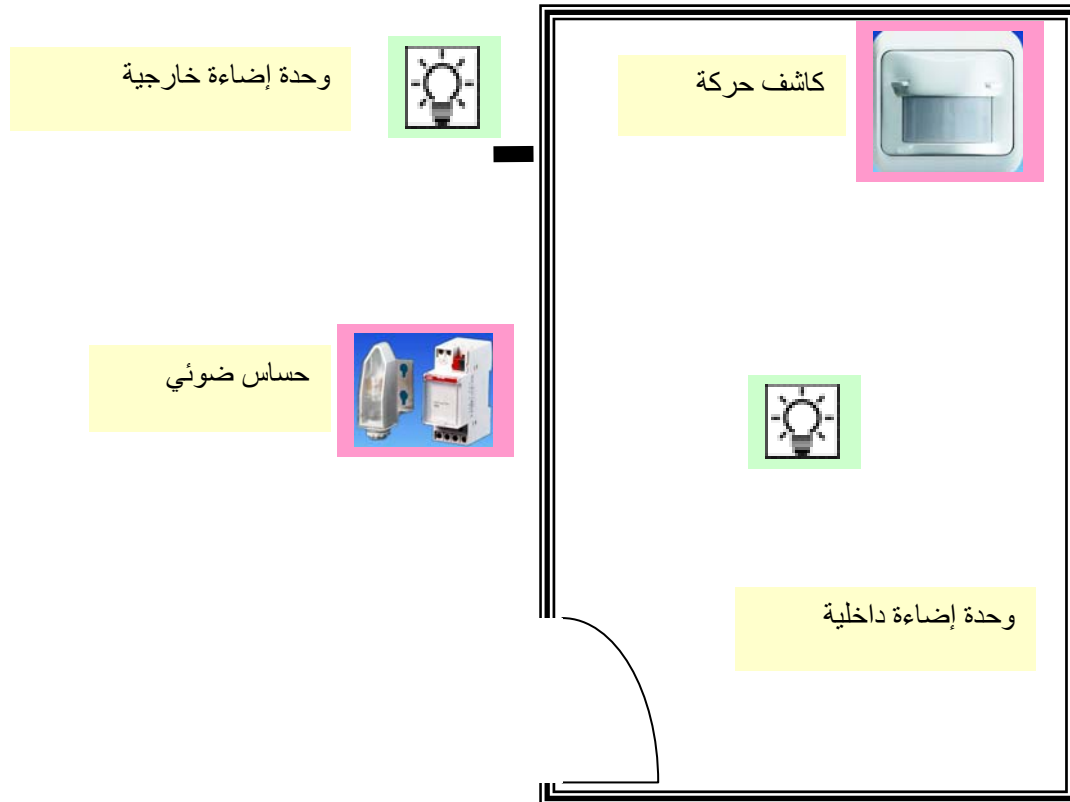 كاشف حركة
وحدة إضاءة خارجية
حساس ضوئي
وحدة إضاءة داخلية